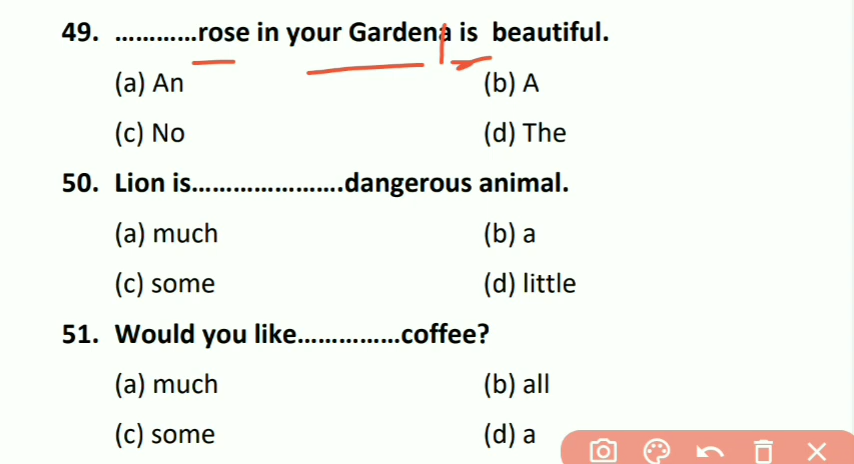 49. ............rose in your Gardena is beautiful.
(a) An (b) A
(c) No (d) The
50. Lion is......................dangerous animal.
(a) much (b) a
(c) some (d) little
51. Would you like...............coffee?
(a) much (b) all
(c) some (d) a